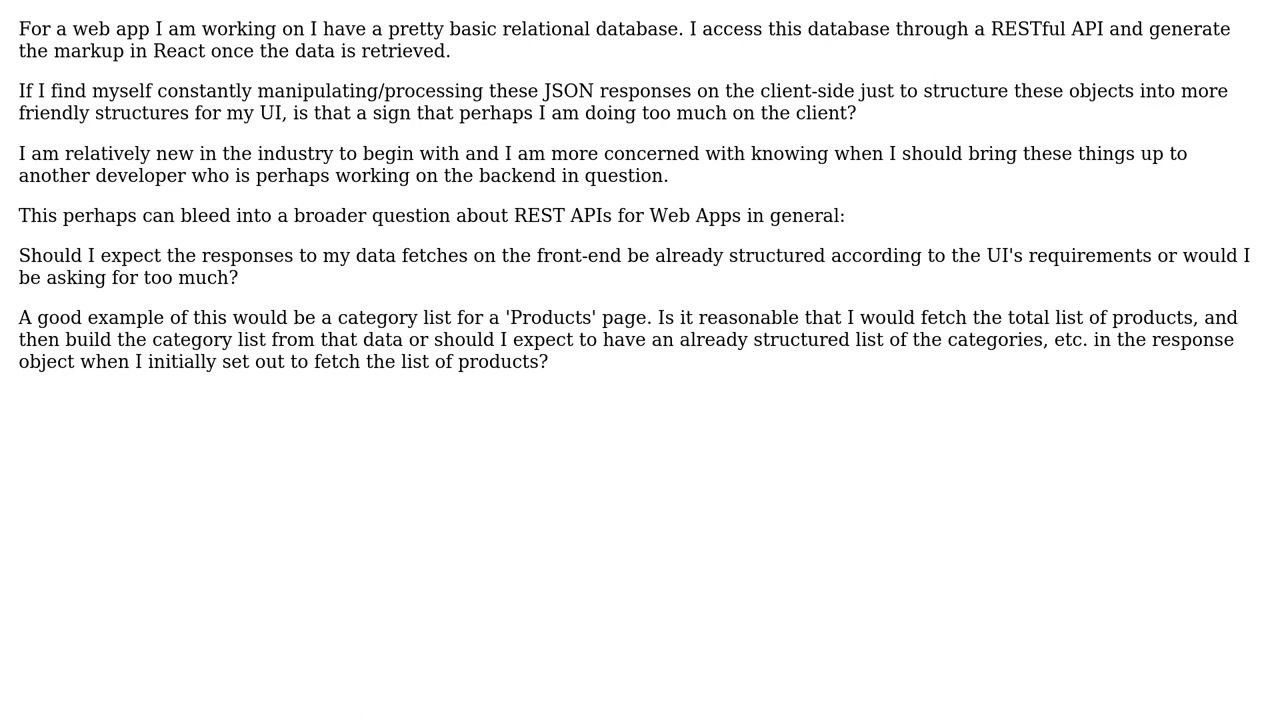 For a web app I am working on I have a pretty basic relational database. I access this database through a RESTful API and generate
the markup in React once the data is retrieved.
If I find myself constantly manipulating/processing these JSON responses on the client-side just to structure these objects into more
friendly structures for my UI, is that a sign that perhaps I am doing too much on the client?
I am relatively new in the industry to begin with and I am more concerned with knowing when I should bring these things up to
another developer who is perhaps working on the backend in question.
This perhaps can bleed into a broader question about REST APIs for Web Apps in general:
Should I expect the responses to my data fetches on the front-end be already structured according to the UI's requirements or would I
be asking for too much?
A good example of this would be a category list for a 'Products' page. Is it reasonable that I would fetch the total list of products, and
then build the category list from that data or should I expect to have an already structured list of the categories, etc. in the response
object when I initially set out to fetch the list of products?